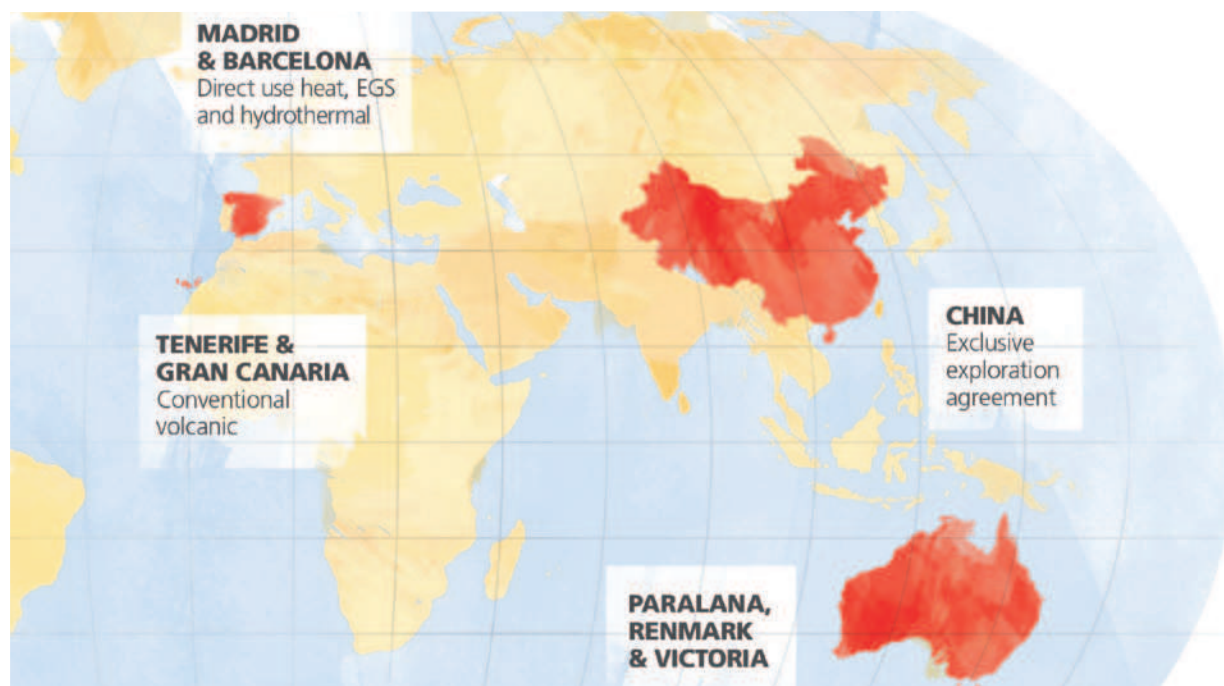 MADRID
& BARCELONA
Direct use heat, EGS
and hydrothermal
TENERIFE &
GRAN CANARIA
Conventional
volcanic
CHINA
Exclusive
exploration
agreement
PARALANA,
RENMARK
& VICTORIA